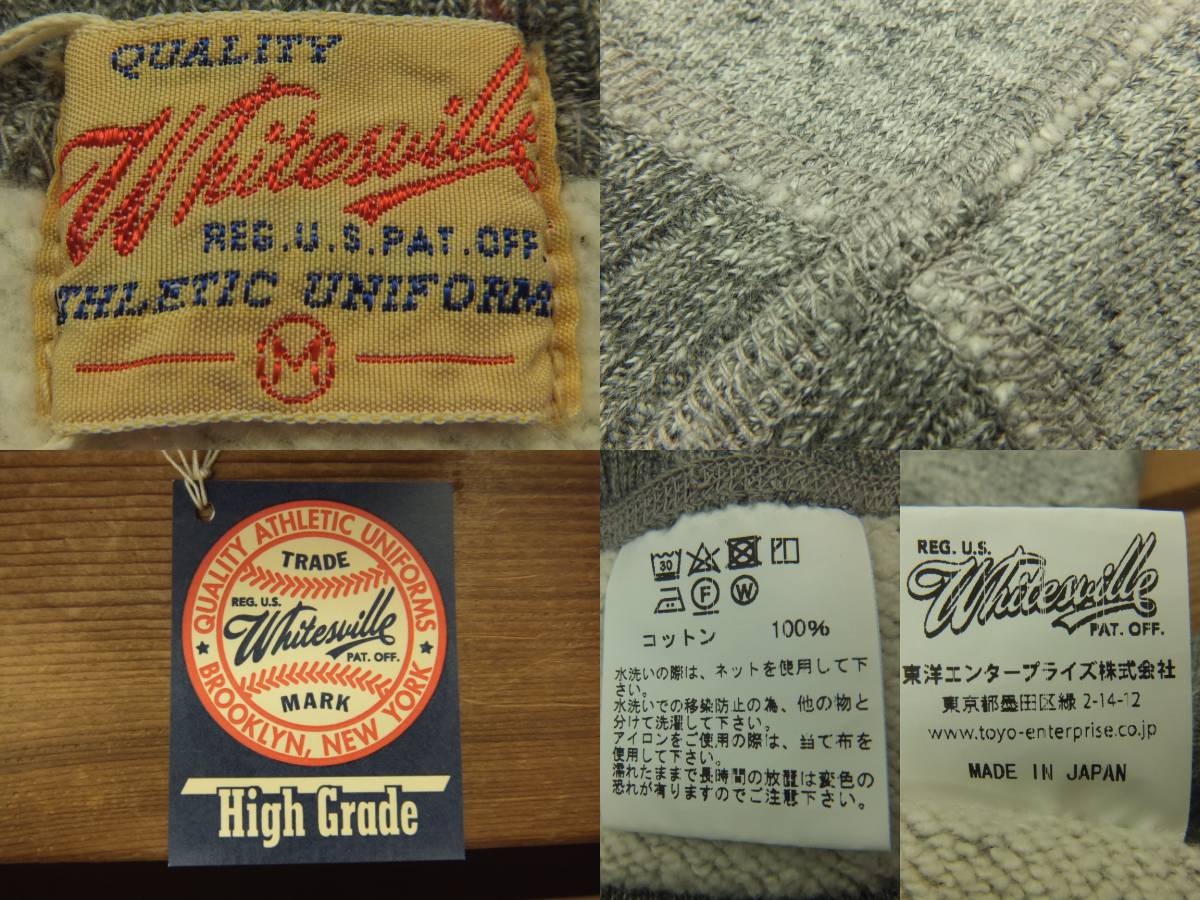 QUALITY
Whitesville
REG.U.S.PAT.OFF.
THLETIC UNIFORM
M
QUALITY ATHLETIC UNIFORMS
TRADE
REG. U.S.
Whitesville
PAT. OFF.
MARK
★ BROOKLYN, NEW YORK ★
High Grade
30
F
W
コットン 100%
水洗いの際は、ネットを使用して下
さい。
水洗いでの移染防止の為、他の物と
分けて洗濯して下さい。
アイロンをご使用の際は、当て布を
使用して下さい。
濡れたままで長時間の放置は変色の
恐れが有りますのでご注意下さい。
REG. U.S.
Whitesville
PAT. OFF.
東洋エンタープライズ株式会社
東京都墨田区緑 2-14-12
www.toyo-enterprise.co.jp
MADE IN JAPAN